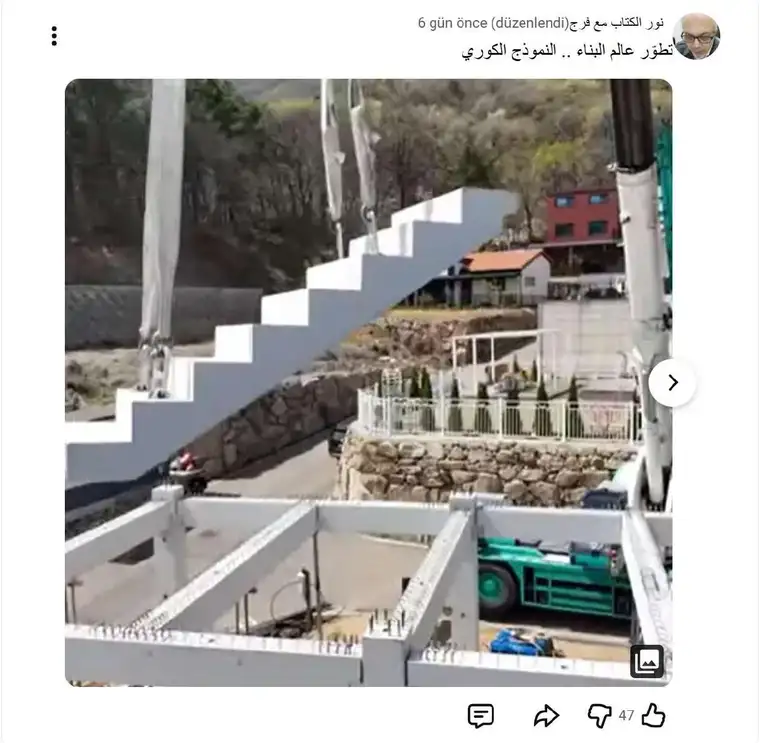 نور الكتاب مع فرج 6 gün önce (düzenlendi)
تطوّر عالم البناء .. النموذج الكوري
47